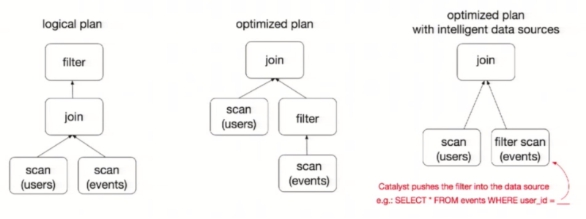 logical plan
filter
join
scan
(users)
scan
(events)
optimized plan
join
scan
(users)
filter
scan
(events)
optimized plan
with intelligent data sources
join
scan
(users)
filter scan
(events)
Catalyst pushes the filter into the data source
e.g.: SELECT * FROM events WHERE user_id = ___